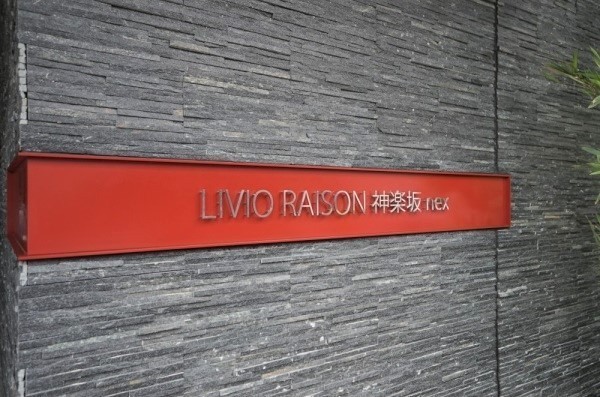 LIVIO RAISON 神楽坂 nex